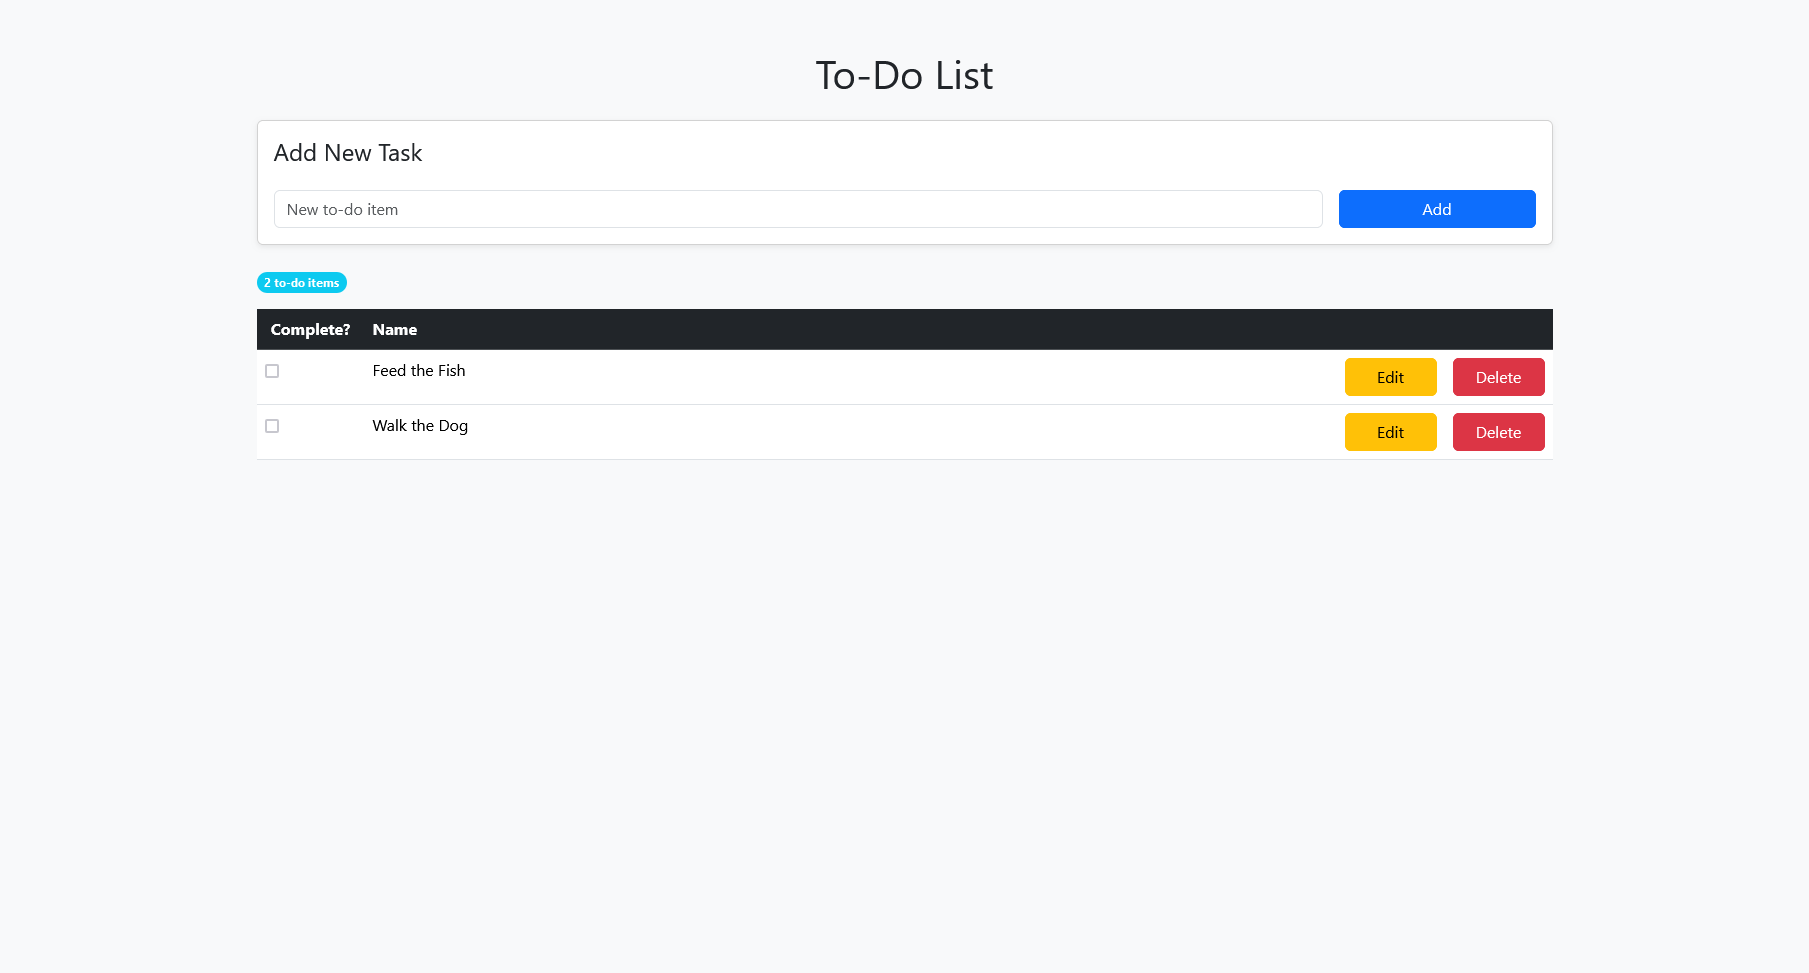 To-Do List
Add New Task
New to-do item Add
2 to-do items
Complete? Name
Feed the Fish Edit Delete
Walk the Dog Edit Delete